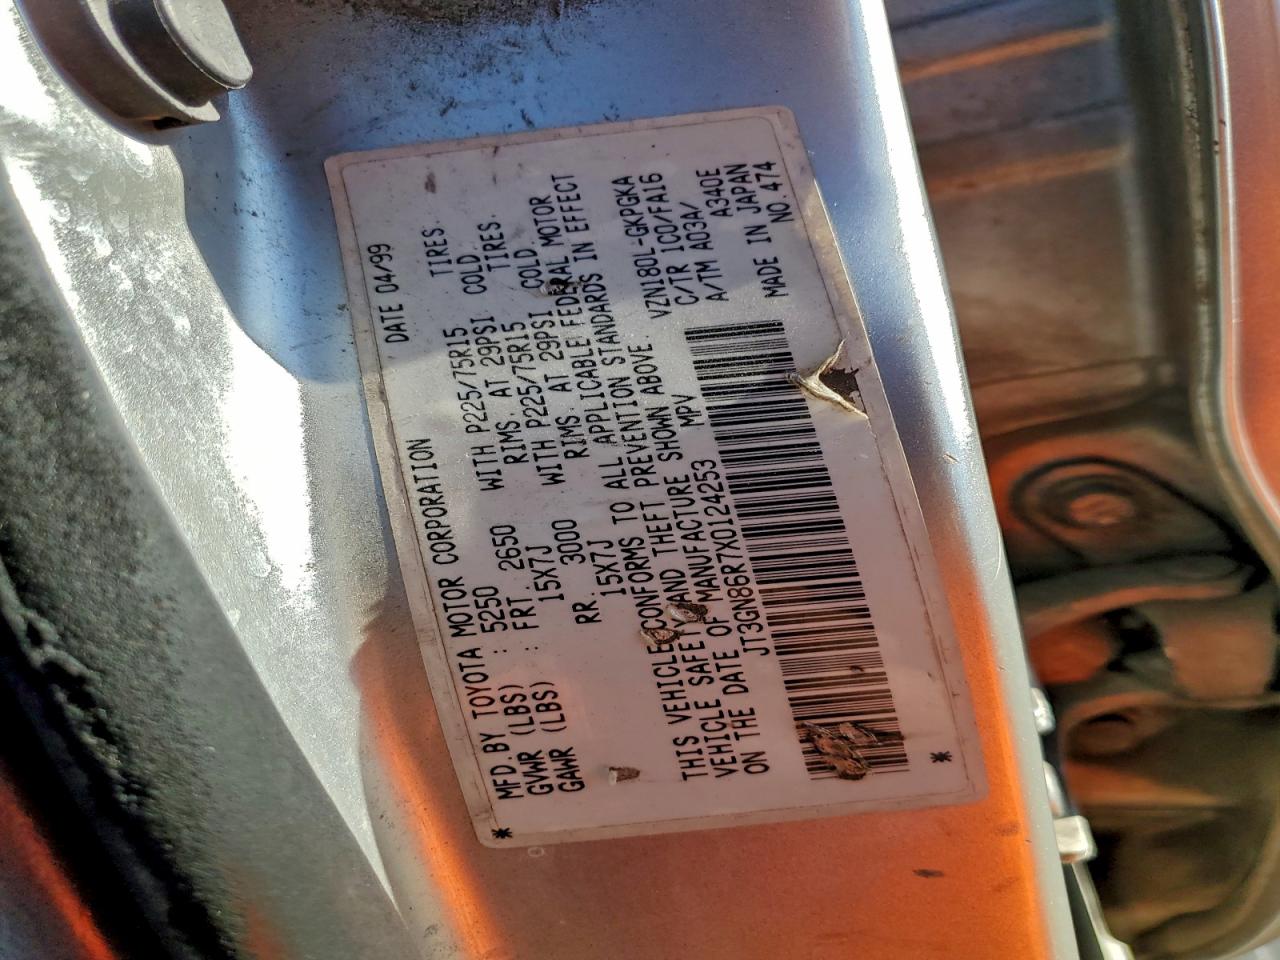 MFD. BY TOYOTA MOTOR CORPORATION DATE 04/99
GVWR (LBS) : 5250 WITH P225/75R15 TIRES.
GAWR (LBS) : FRT. 2650 RIMS. AT 29PSI COLD
15X7J WITH P225/75R15 TIRES.
RR. 3000 RIMS. AT 29PSI COLD
15X7J
THIS VEHICLE CONFORMS TO ALL APPLICABLE FEDERAL MOTOR
VEHICLE SAFETY AND THEFT PREVENTION STANDARDS IN EFFECT
ON THE DATE OF MANUFACTURE SHOWN ABOVE.
JT3GN86R7X0124253 MPV
VZN180L-GKPGKA
C/TR 1C0/FA16
A/TM A03A/ A340E
MADE IN JAPAN
NO. 474